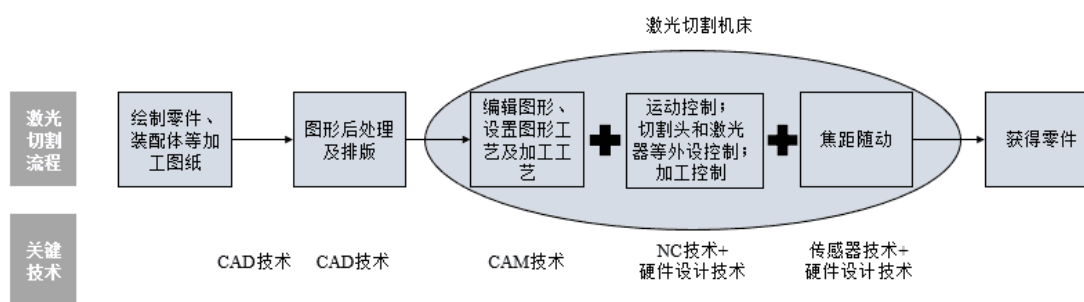 激光切割机床
激光
切割
流程
绘制零件、
装配体等加
工图纸
图形后处理
及排版
编辑图形、
设置图形工
艺及加工工
艺
运动控制；
切割头和激光
器等外设控制；
加工控制
焦距随动
获得零件
关键
技术
CAD技术
CAD技术
CAM技术
NC技术+
硬件设计技术
传感器技术+
硬件设计技术